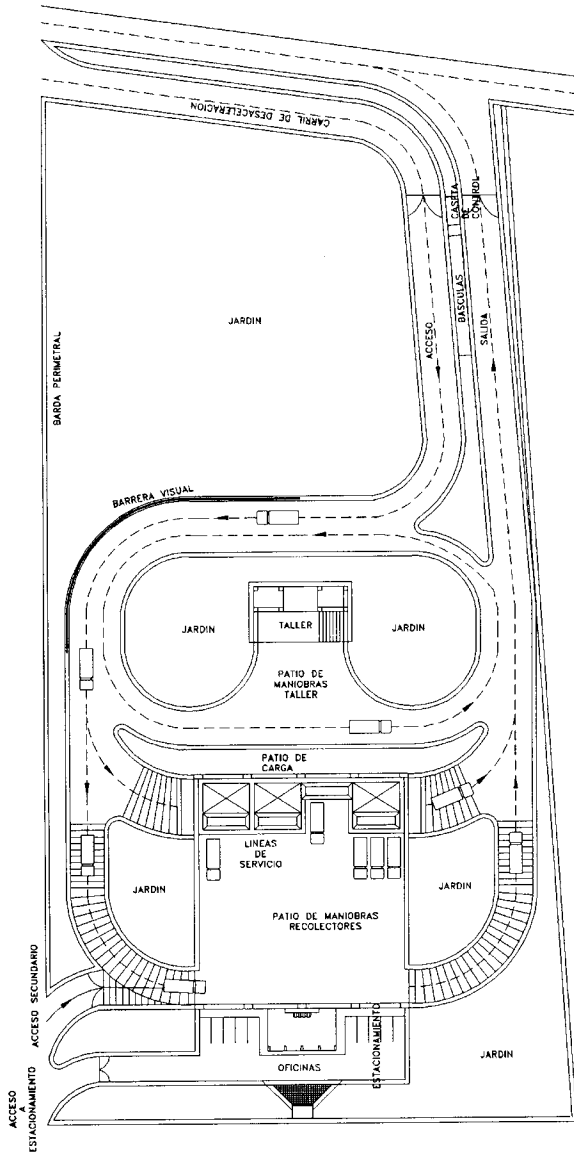 CARRIL DE DESACELERACION
CASETA
DE
CONTROL
BASCULAS
ACCESO
SALIDA
JARDIN
BARDA PERIMETRAL
BARRERA VISUAL
JARDIN
TALLER
JARDIN
PATIO DE
MANIOBRAS
TALLER
PATIO DE
CARGA
LINEAS
DE
SERVICIO
JARDIN
JARDIN
PATIO DE MANIOBRAS
RECOLECTORES
ACCESO SECUNDARIO
ESTACIONAMIENTO
OFICINAS
JARDIN
ACCESO
A
ESTACIONAMIENTO